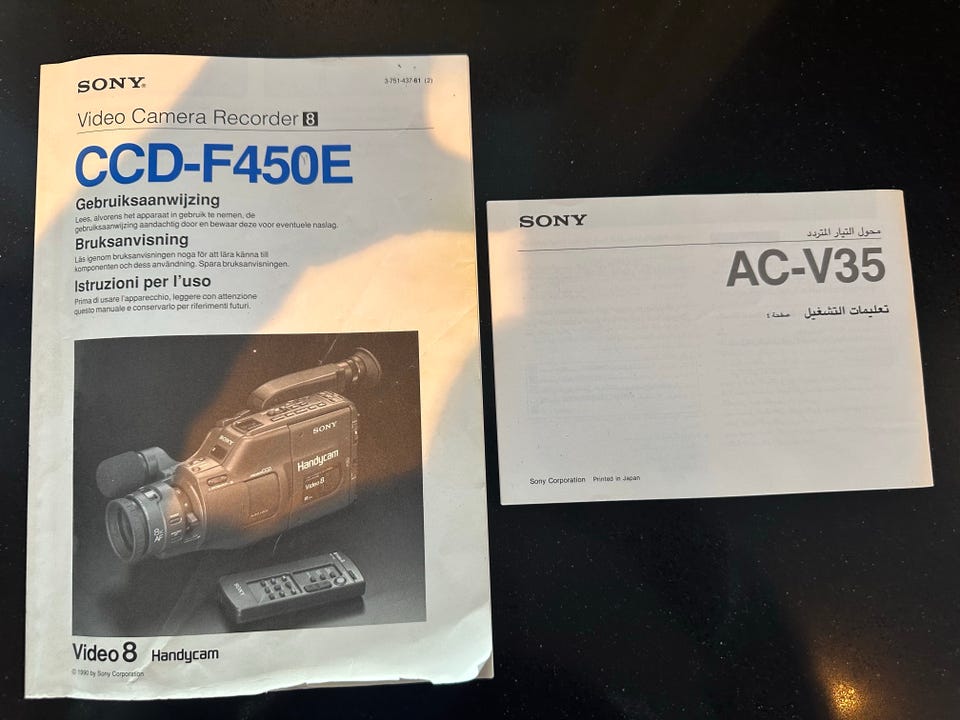 SONY®
3-751-437-61 (2)
Video Camera Recorder 8
CCD-F450E
Gebruiksaanwijzing
Lees, alvorens het apparaat in gebruik te nemen, de
gebruiksaanwijzing aandachtig door en bewaar deze voor eventuele naslag.
Bruksanvisning
Läs igenom bruksanvisningen noga för att lära känna till
komponenten och dess användning. Spara bruksanvisningen.
Istruzioni per l'uso
Prima di usare l'apparecchio, leggere con attenzione
questo manuale e conservarlo per riferimenti futuri.
SONY
SONY
Handycam
Video 8
SONY
Video 8 Handycam
© 1990 by Sony Corporation
SONY
محول التيار المتردد
AC-V35
تعليمات التشغيل صفحة ٤
Sony Corporation Printed in Japan